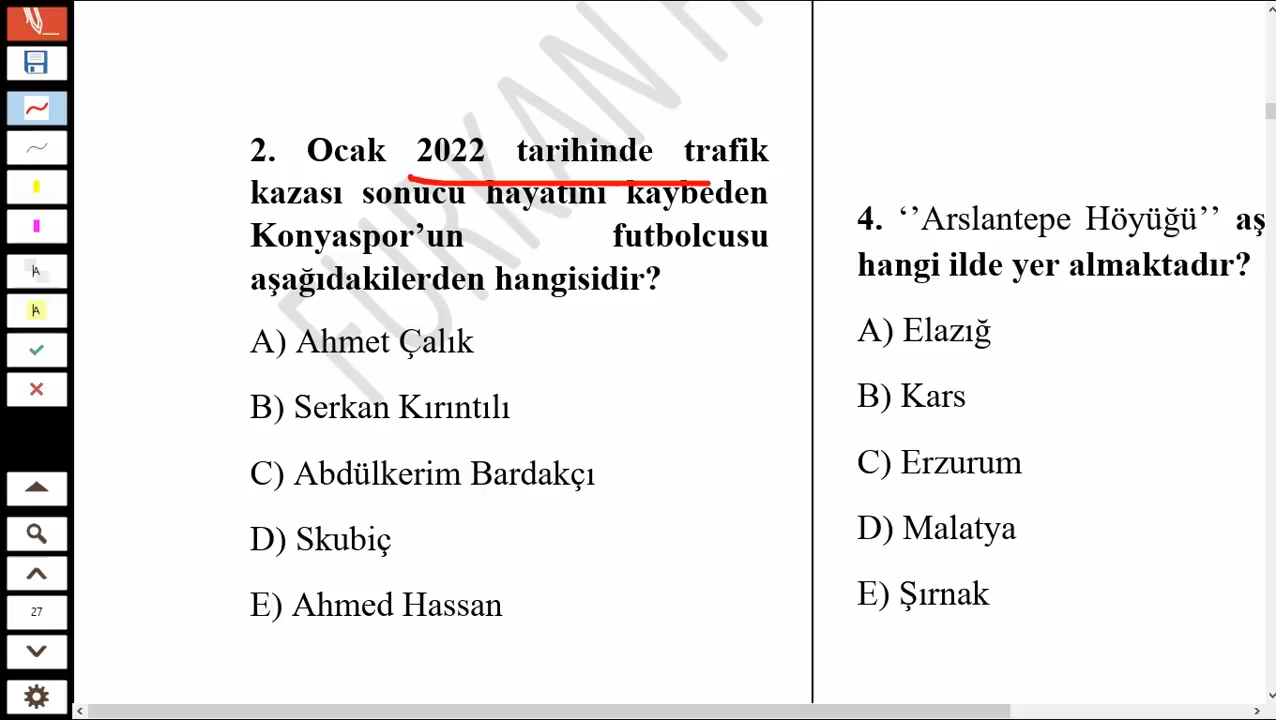 2. Ocak 2022 tarihinde trafik
kazası sonucu hayatını kaybeden
Konyaspor’un futbolcusu
aşağıdakilerden hangisidir?
A) Ahmet Çalık
B) Serkan Kırıntılı
C) Abdülkerim Bardakçı
D) Skubiç
E) Ahmed Hassan
4. ‘’Arslantepe Höyüğü’’ aş
hangi ilde yer almaktadır?
A) Elazığ
B) Kars
C) Erzurum
D) Malatya
E) Şırnak
FURKAN
A
A
27